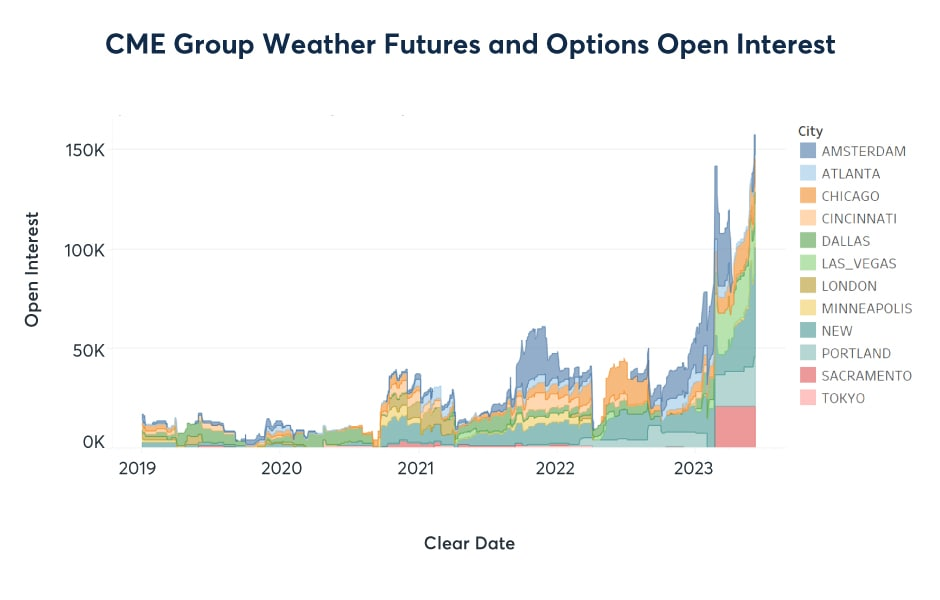 CME Group Weather Futures and Options Open Interest
City
AMSTERDAM
ATLANTA
CHICAGO
CINCINNATI
DALLAS
LAS_VEGAS
LONDON
MINNEAPOLIS
NEW
PORTLAND
SACRAMENTO
TOKYO
150K
100K
50K
0K
Open Interest
2019 2020 2021 2022 2023
Clear Date